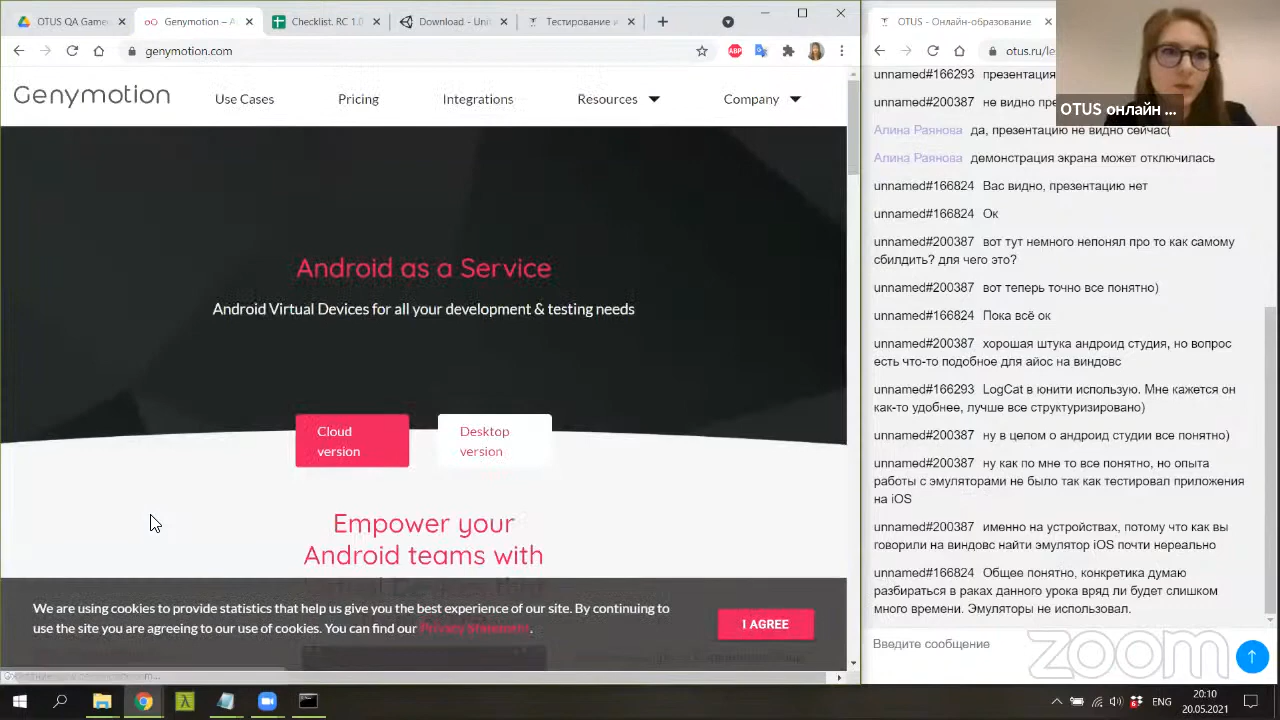 OTUS QA Game
Genymotion – A
Checklist. RC 1.0
Download - Unit
Тестирование и
OTUS - Онлайн-образование
genymotion.com
otus.ru/le
Genymotion
Use Cases
Pricing
Integrations
Resources
Company
Android as a Service
Android Virtual Devices for all your development & testing needs
Cloud
version
Desktop
version
Empower your
Android teams with
We are using cookies to provide statistics that help us give you the best experience of our site. By continuing to
use the site you are agreeing to our use of cookies. You can find our Privacy Statement.
I AGREE
OTUS онлайн ...
unnamed#166293 презентация
unnamed#200387 не видно пре
Алина Раянова да, презентацию не видно сейчас(
Алина Раянова демонстрация экрана может отключилась
unnamed#166824 Вас видно, презентацию нет
unnamed#166824 Ок
unnamed#200387 вот тут немного непонял про то как самому
сбилдить? для чего это?
unnamed#200387 вот теперь точно все понятно)
unnamed#166824 Пока всё ок
unnamed#200387 хорошая штука андроид студия, но вопрос
есть что-то подобное для айос на виндовс
unnamed#166293 LogCat в юнити использую. Мне кажется он
как-то удобнее, лучше все структуризировано)
unnamed#200387 ну в целом о андроид студии все понятно)
unnamed#200387 ну как по мне то все понятно, но опыта
работы с эмуляторами не было так как тестировал приложения
на iOS
unnamed#200387 именно на устройствах, потому что как вы
говорили на виндовс найти эмулятор iOS почти нереально
unnamed#166824 Общее понятно, конкретика думаю
разбираться в раках данного урока вряд ли будет слишком
много времени. Эмуляторы не использовал.
Введите сообщение
zoom
ENG
20:10
20.05.2021